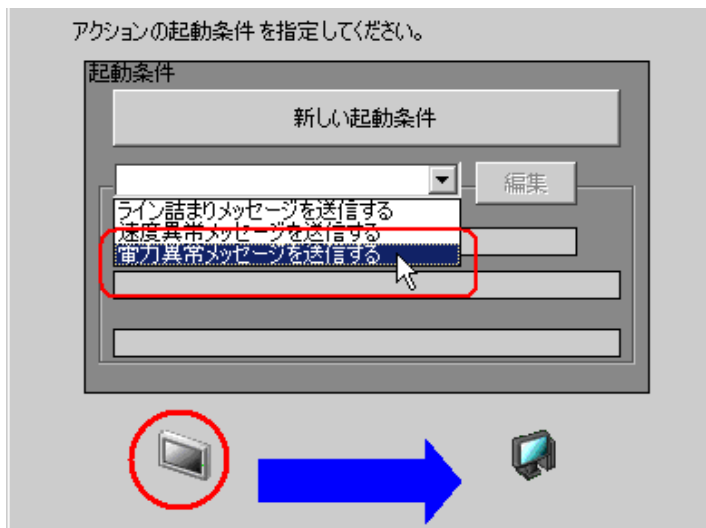 アクションの起動条件 を指定してください。
起動条件
新しい起動条件
編集
ライン詰まりメッセージを送信する
速度異常メッセージを送信する
電力異常メッセージを送信する